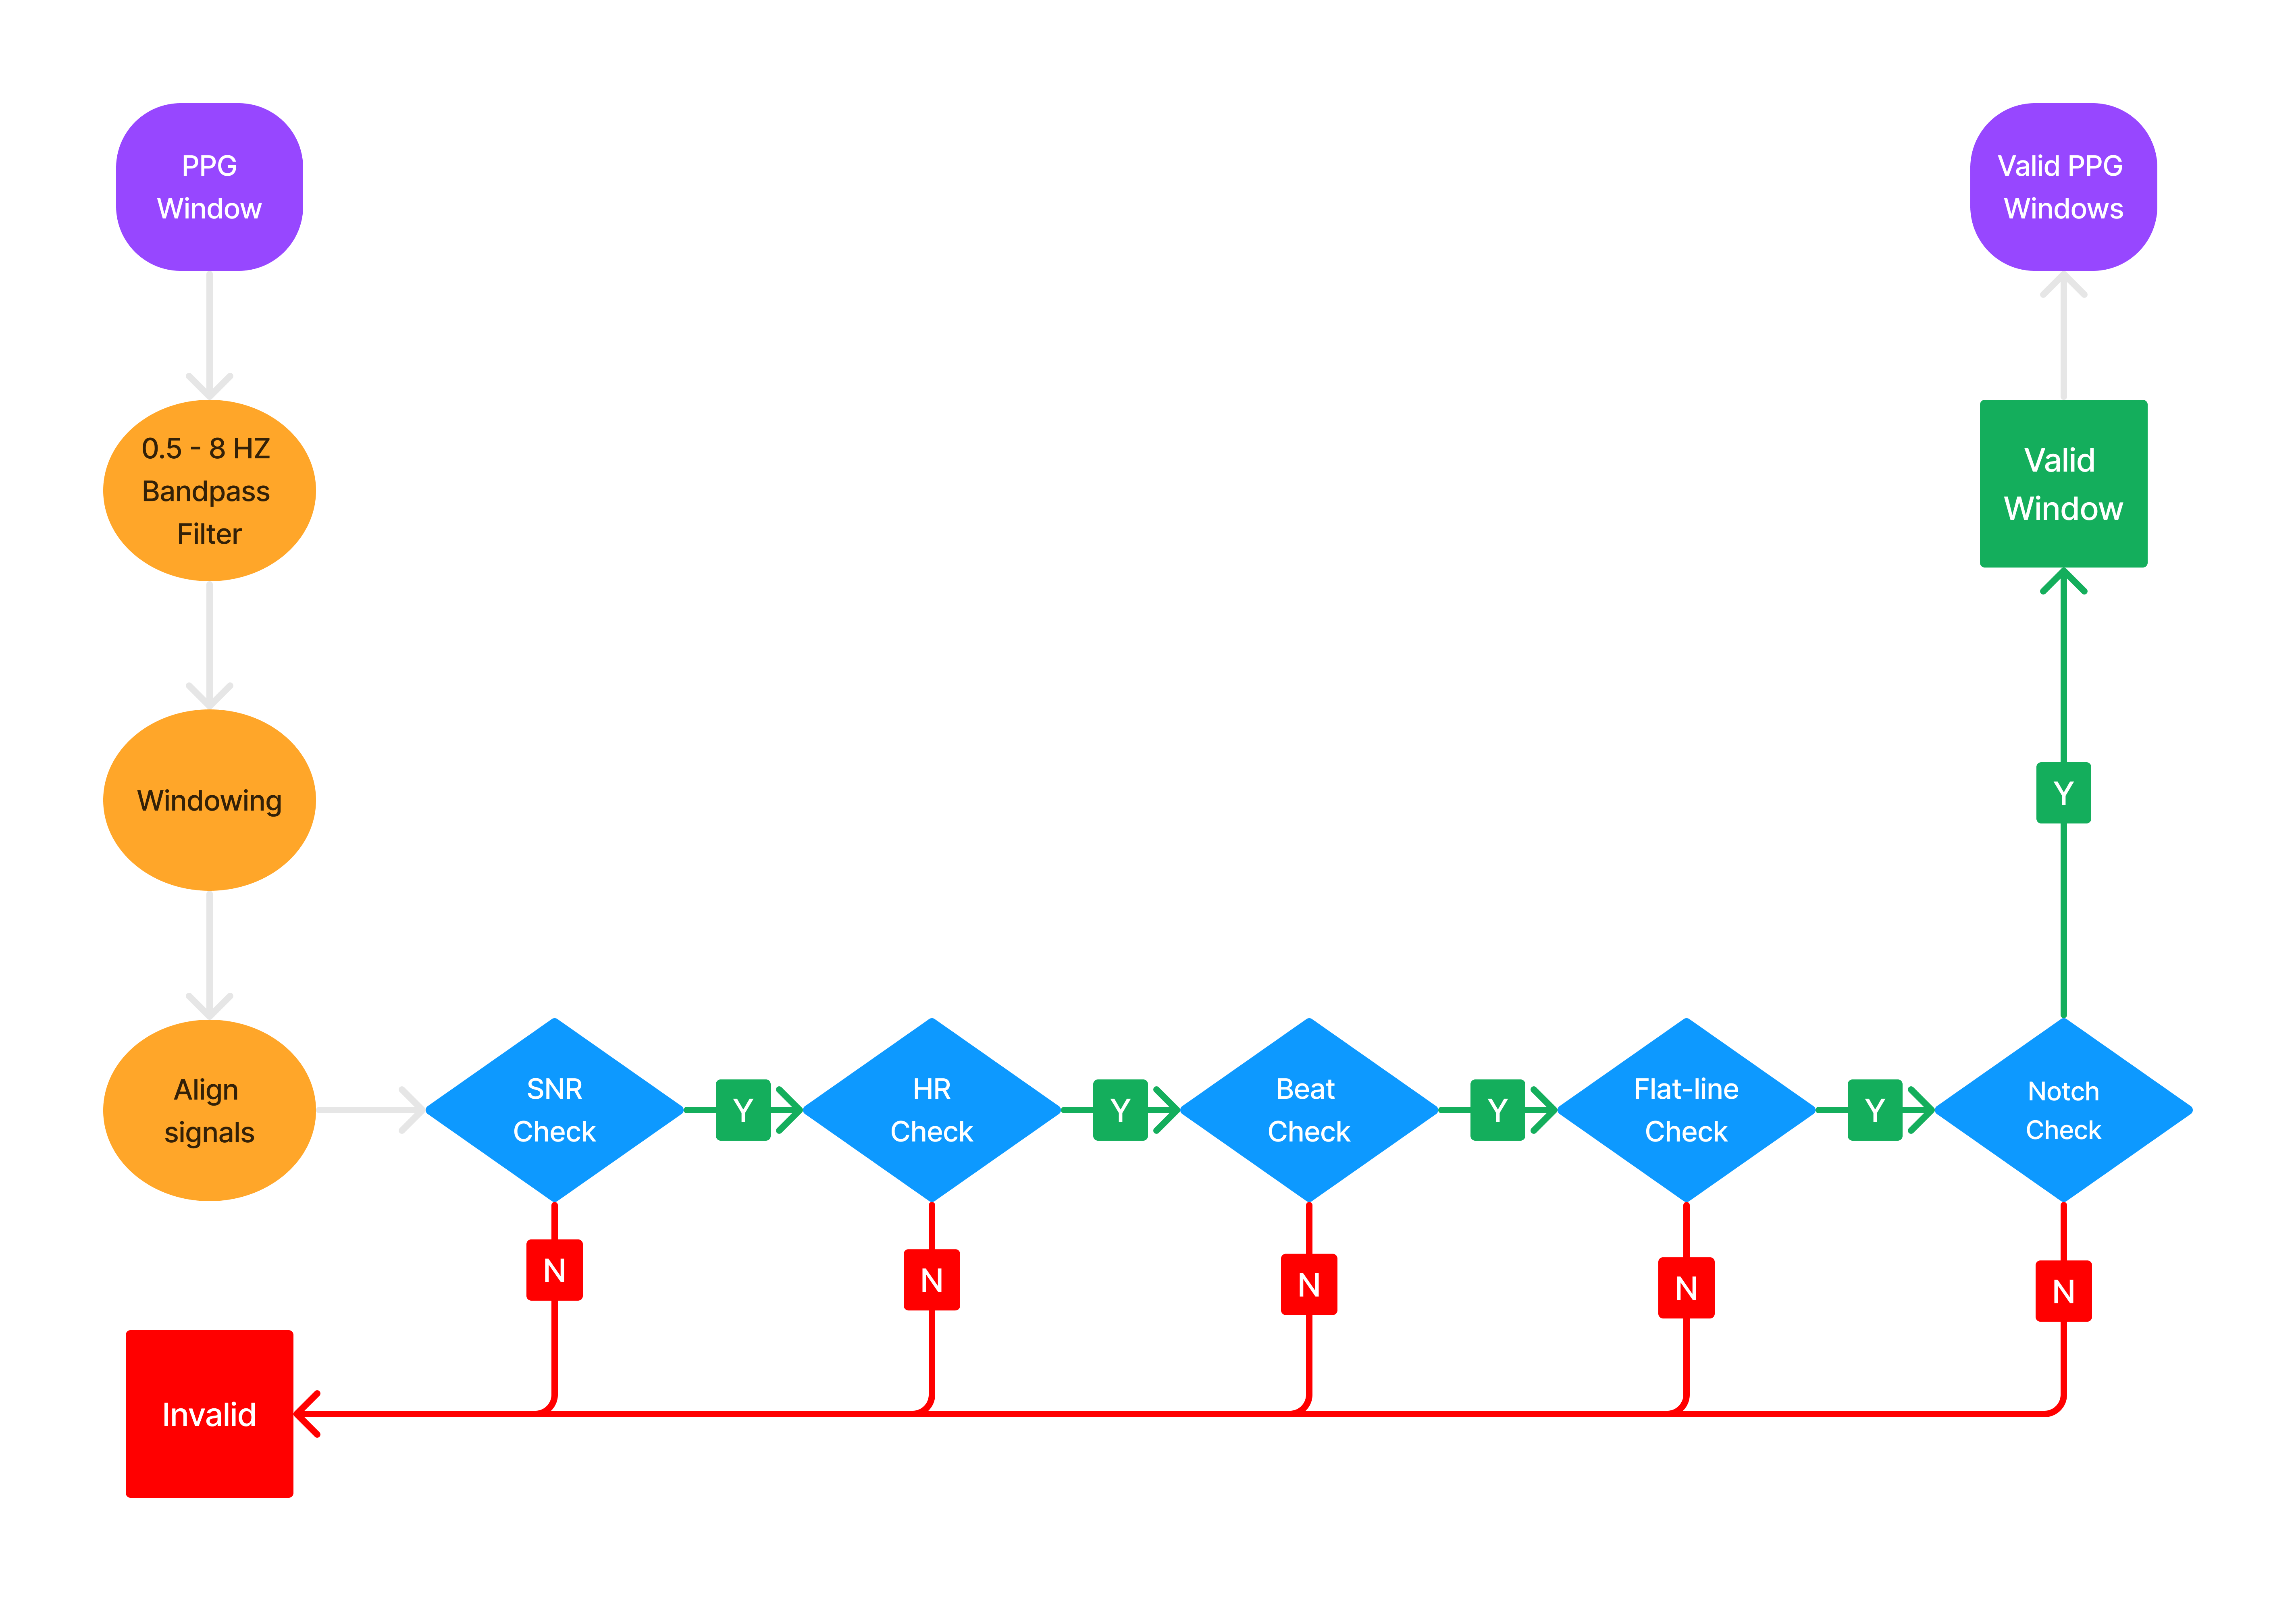 PPG
Window
Valid PPG
Windows
0.5 - 8 HZ
Bandpass
Filter
Valid
Window
Windowing
Y
Align
signals
SNR
Check
Y
HR
Check
Y
Beat
Check
Y
Flat-line
Check
Y
Notch
Check
N
N
N
N
N
Invalid